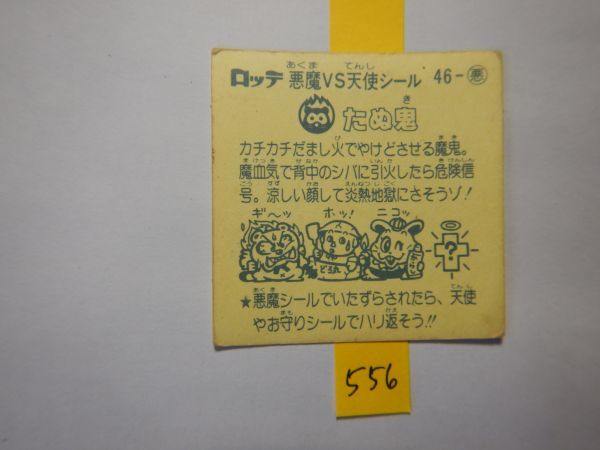 ロッテ 悪魔VS天使シール 46-悪
たぬ鬼
カチカチだまし火でやけどさせる魔鬼。
魔血気で背中のシバに引火したら危険信
号。涼しい顔して炎熱地獄にさそうゾ!
ギ〜ッ ホッ! ニコッ
?
★悪魔シールでいたずらされたら、天使
やお守りシールでハリ返そう!!
556